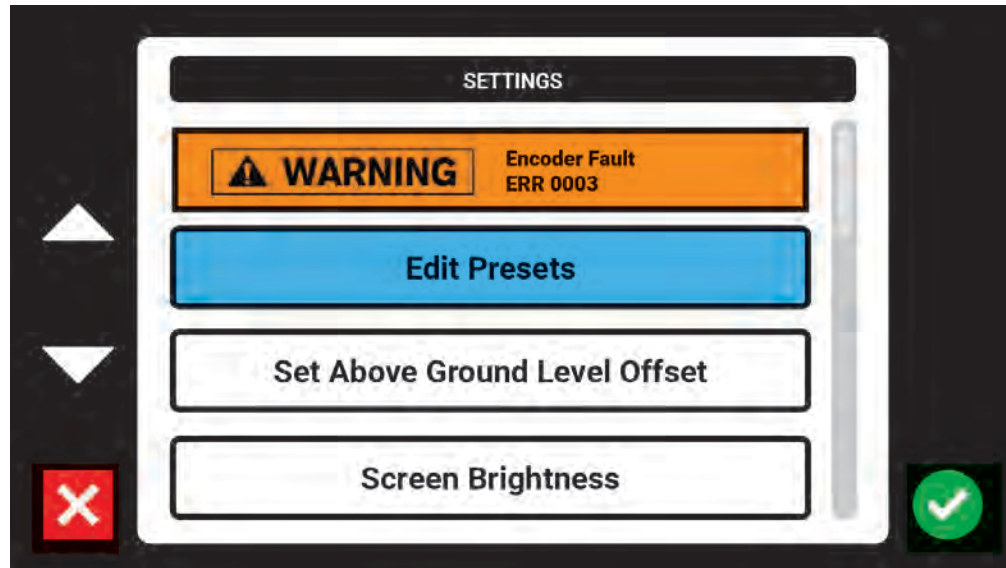 SETTINGS
WARNING
Encoder Fault
ERR 0003
Edit Presets
Set Above Ground Level Offset
Screen Brightness